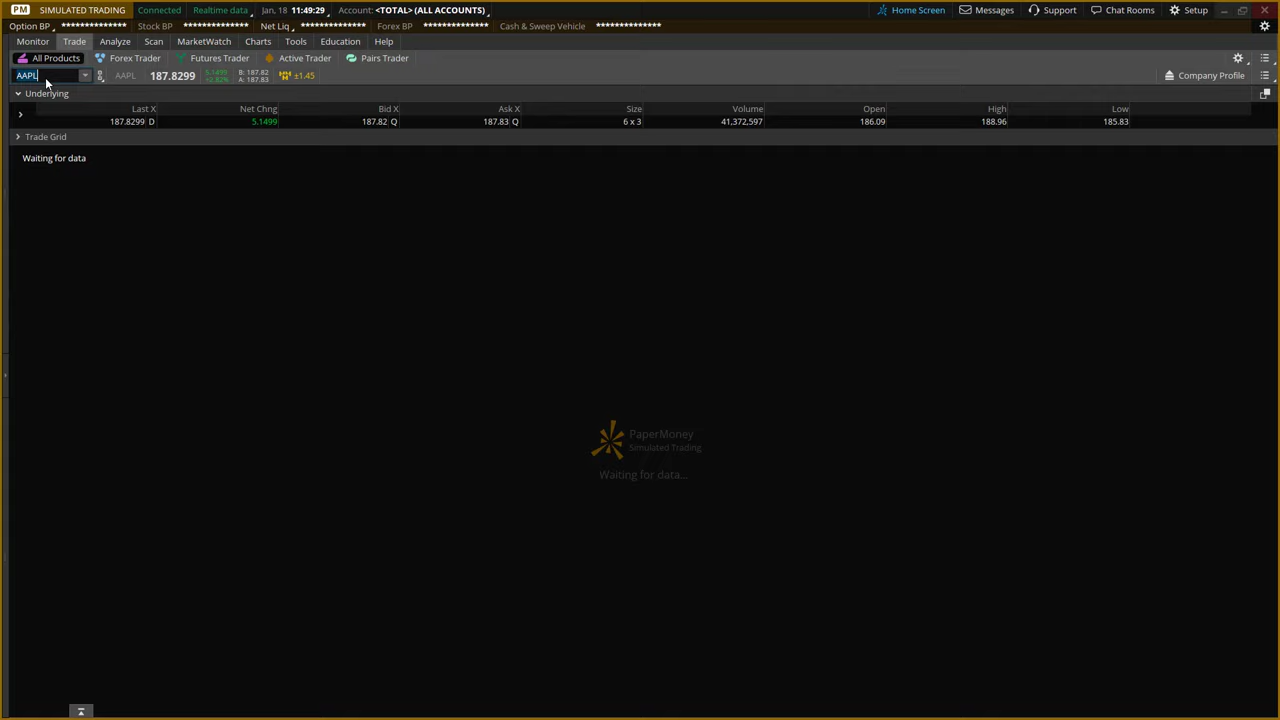 PM SIMULATED TRADING Connected Realtime data Jan, 18 11:49:29 Account: <TOTAL> (ALL ACCOUNTS) Home Screen Messages Support Chat Rooms Setup
Option BP ************** Stock BP ************** Net Liq ************** Forex BP ************** Cash & Sweep Vehicle **************
Monitor Trade Analyze Scan MarketWatch Charts Tools Education Help
All Products Forex Trader Futures Trader Active Trader Pairs Trader
AAPL AAPL 187.8299 5.1499 +2.82% B: 187.82 A: 187.83 ±1.45 Company Profile
Underlying
Last X Net Chng Bid X Ask X Size Volume Open High Low
187.8299 D 5.1499 187.82 Q 187.83 Q 6 x 3 41,372,597 186.09 188.96 185.83
Trade Grid
Waiting for data
PaperMoney
Simulated Trading
Waiting for data...